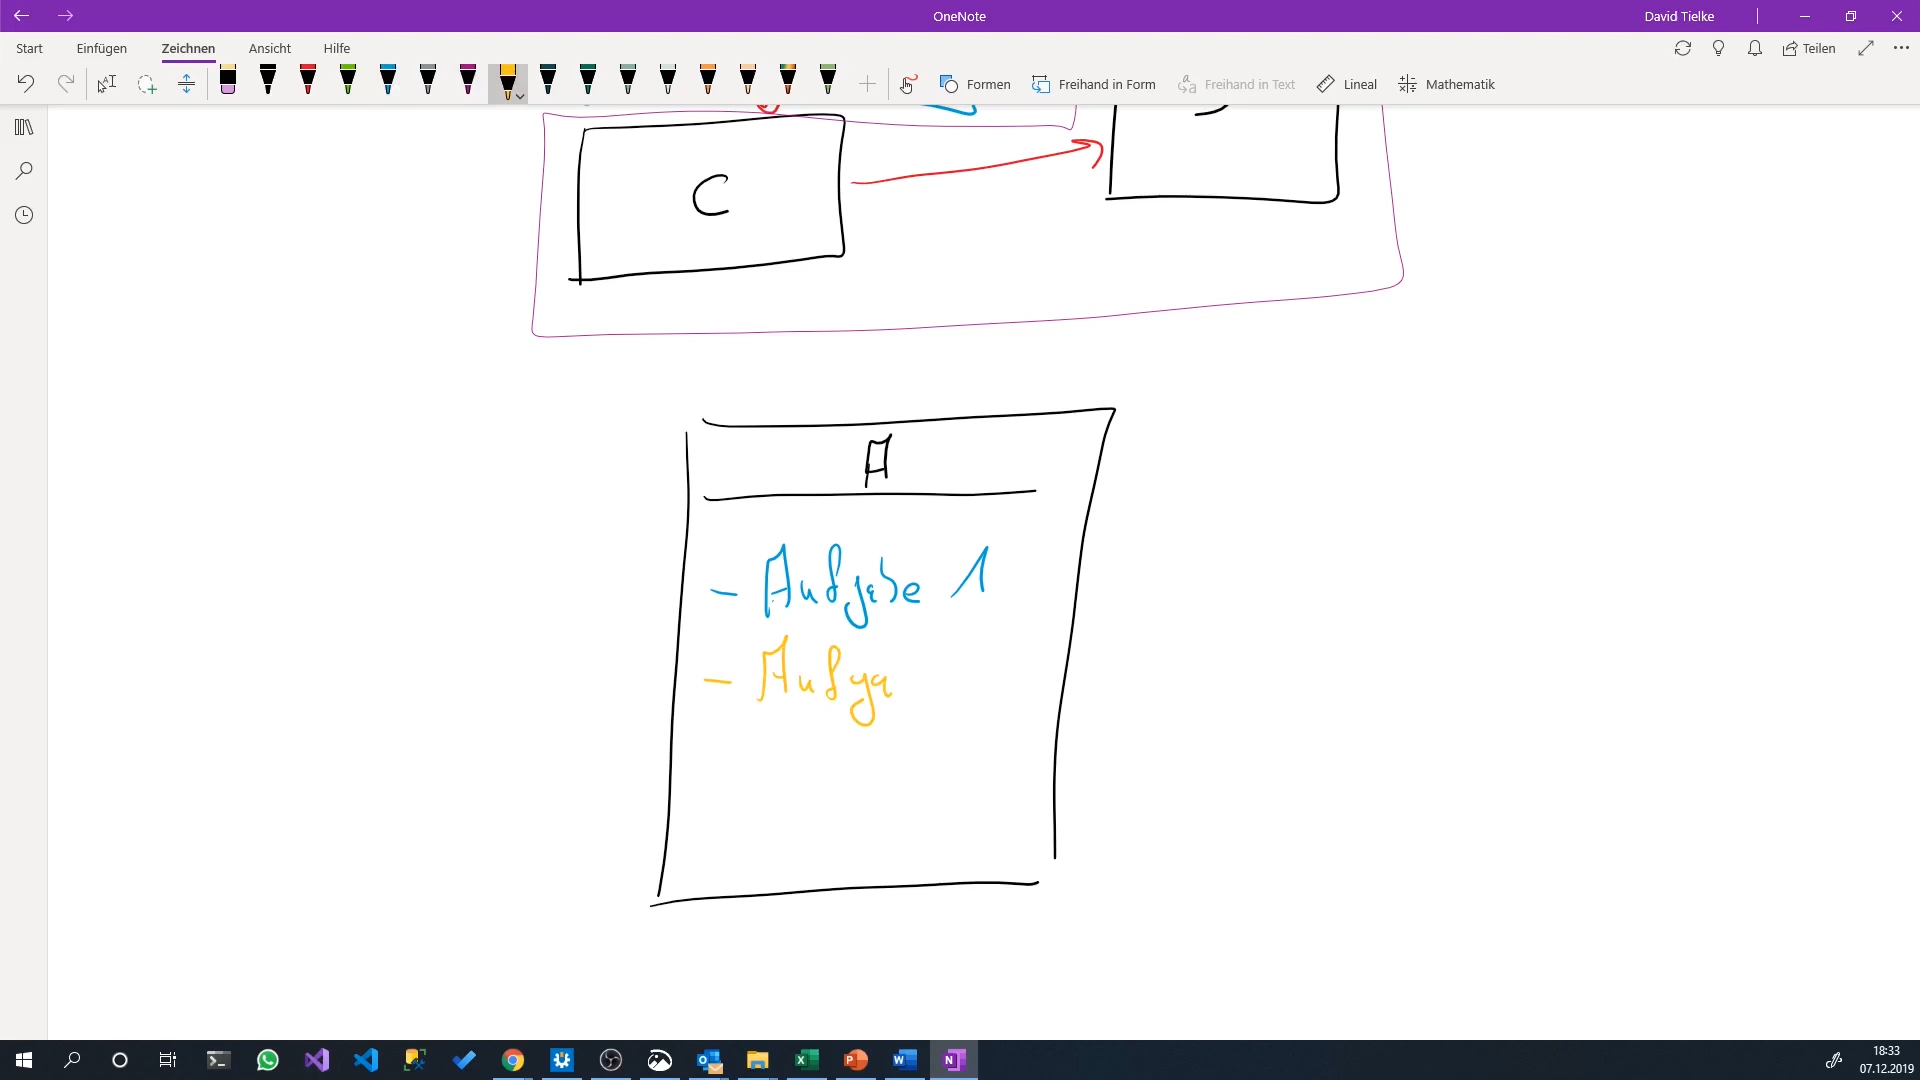 OneNote
David Tielke
Start Einfügen Zeichnen Ansicht Hilfe
Teilen
Formen Freihand in Form Freihand in Text Lineal Mathematik
C
A
- Aufgabe 1
- Aufga
18:33
07.12.2019